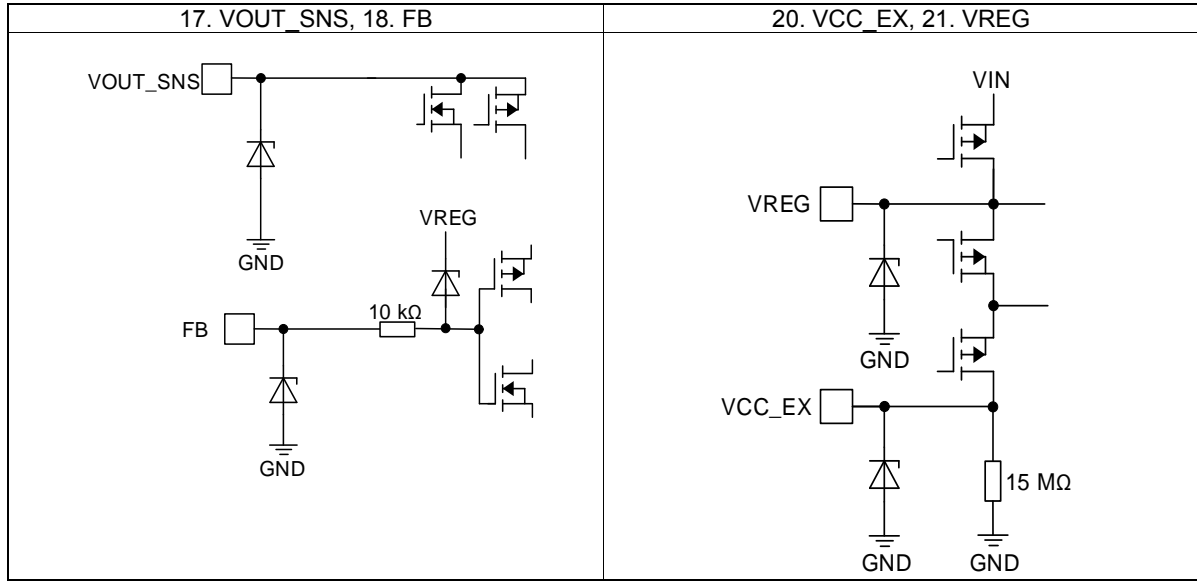 17. VOUT_SNS, 18. FB
20. VCC_EX, 21. VREG
VOUT_SNS
GND
VREG
10 kΩ
FB
GND
VIN
VREG
GND
VCC_EX
15 MΩ
GND
GND